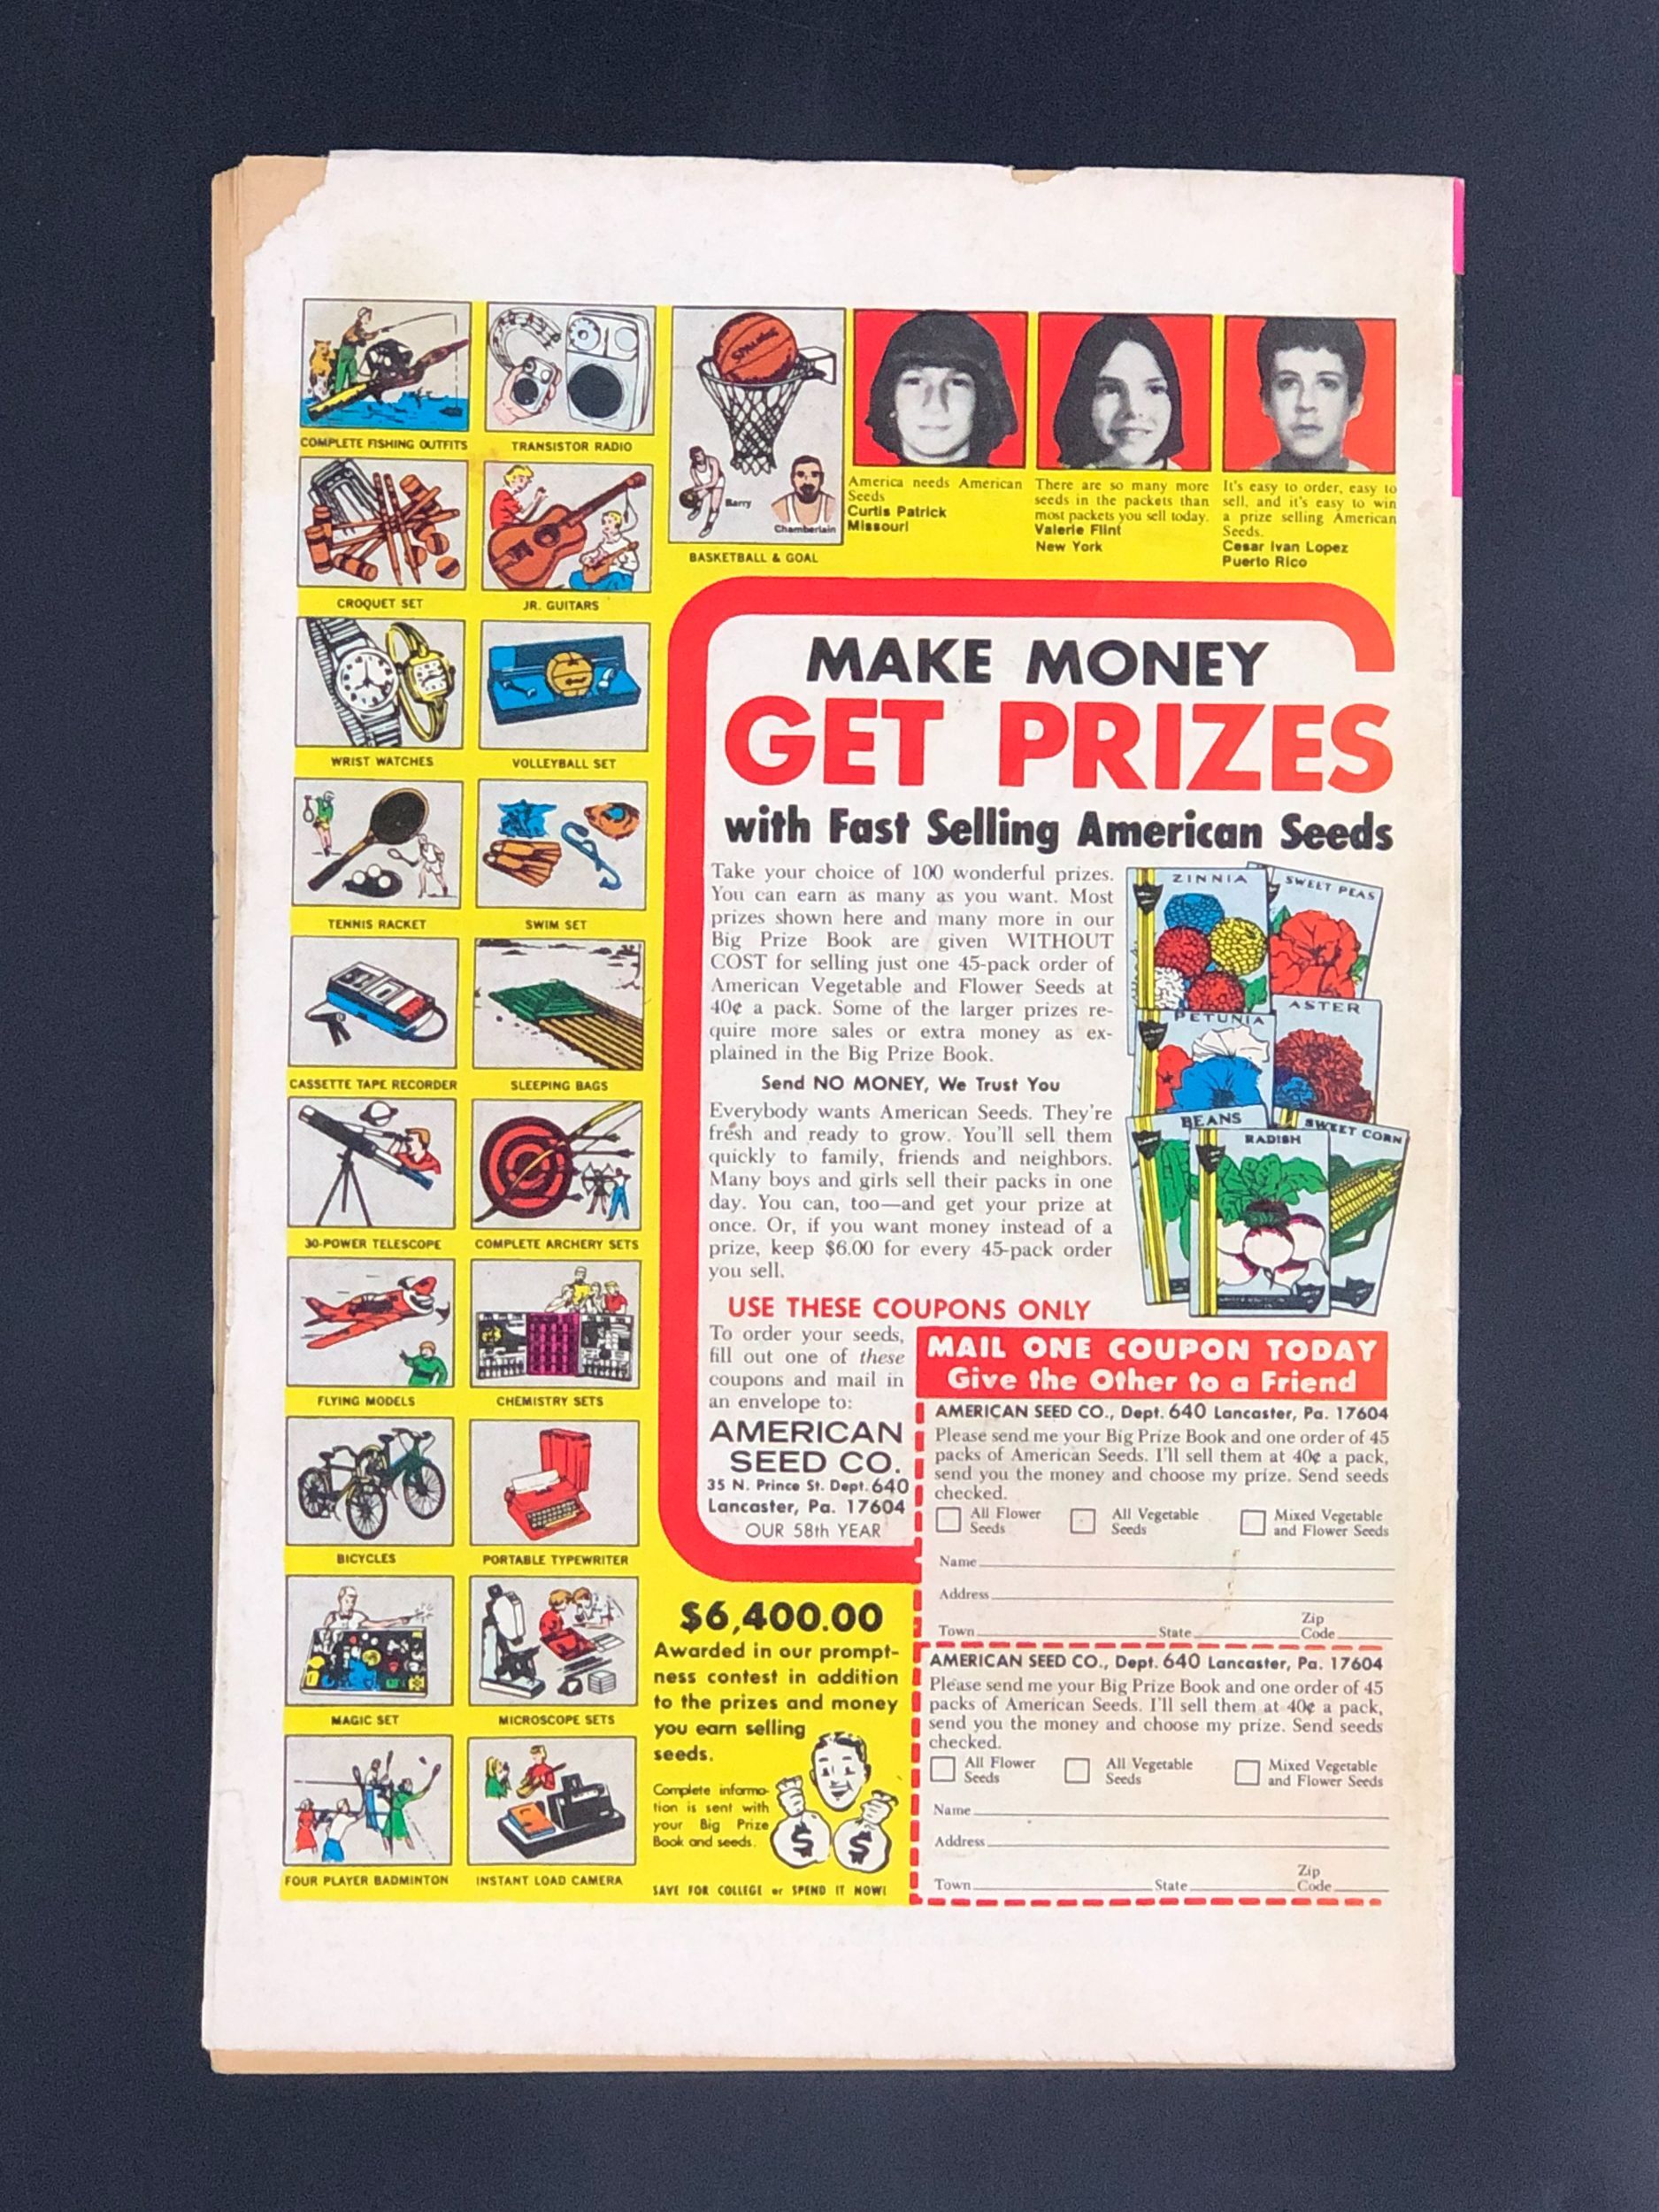 COMPLETE FISHING OUTFITS
TRANSISTOR RADIO
SPALDING
Barry
Chamberlain
BASKETBALL & GOAL
America needs American
Seeds
Curtis Patrick
Missouri
There are so many more
seeds in the packets than
most packets you sell today.
Valerie Flint
New York
It's easy to order, easy to
sell, and it's easy to win
a prize selling American
Seeds.
Cesar Ivan Lopez
Puerto Rico
CROQUET SET
JR. GUITARS
WRIST WATCHES
VOLLEYBALL SET
TENNIS RACKET
SWIM SET
CASSETTE TAPE RECORDER
SLEEPING BAGS
30-POWER TELESCOPE
COMPLETE ARCHERY SETS
FLYING MODELS
CHEMISTRY SETS
BICYCLES
PORTABLE TYPEWRITER
MAGIC SET
MICROSCOPE SETS
FOUR PLAYER BADMINTON
INSTANT LOAD CAMERA
MAKE MONEY
GET PRIZES
with Fast Selling American Seeds
Take your choice of 100 wonderful prizes.
You can earn as many as you want. Most
prizes shown here and many more in our
Big Prize Book are given WITHOUT
COST for selling just one 45-pack order of
American Vegetable and Flower Seeds at
40¢ a pack. Some of the larger prizes re-
quire more sales or extra money as ex-
plained in the Big Prize Book.
Send NO MONEY, We Trust You
Everybody wants American Seeds. They're
fresh and ready to grow. You'll sell them
quickly to family, friends and neighbors.
Many boys and girls sell their packs in one
day. You can, too—and get your prize at
once. Or, if you want money instead of a
prize, keep $6.00 for every 45-pack order
you sell.
ZINNIA
SWEET PEAS
PETUNIA
ASTER
BEANS
RADISH
SWEET CORN
USE THESE COUPONS ONLY
To order your seeds,
fill out one of these
coupons and mail in
an envelope to:
AMERICAN
SEED CO.
35 N. Prince St. Dept. 640
Lancaster, Pa. 17604
OUR 58th YEAR
MAIL ONE COUPON TODAY
Give the Other to a Friend
AMERICAN SEED CO., Dept. 640 Lancaster, Pa. 17604
Please send me your Big Prize Book and one order of 45
packs of American Seeds. I'll sell them at 40¢ a pack,
send you the money and choose my prize. Send seeds
checked.
All Flower
Seeds
All Vegetable
Seeds
Mixed Vegetable
and Flower Seeds
Name
Address
Town State Zip
Code
AMERICAN SEED CO., Dept. 640 Lancaster, Pa. 17604
Please send me your Big Prize Book and one order of 45
packs of American Seeds. I'll sell them at 40¢ a pack,
send you the money and choose my prize. Send seeds
checked.
All Flower
Seeds
All Vegetable
Seeds
Mixed Vegetable
and Flower Seeds
Name
Address
Town State Zip
Code
$6,400.00
Awarded in our prompt-
ness contest in addition
to the prizes and money
you earn selling
seeds.
Complete informa-
tion is sent with
your Big Prize
Book and seeds.
$ $
SAVE FOR COLLEGE or SPEND IT NOW!